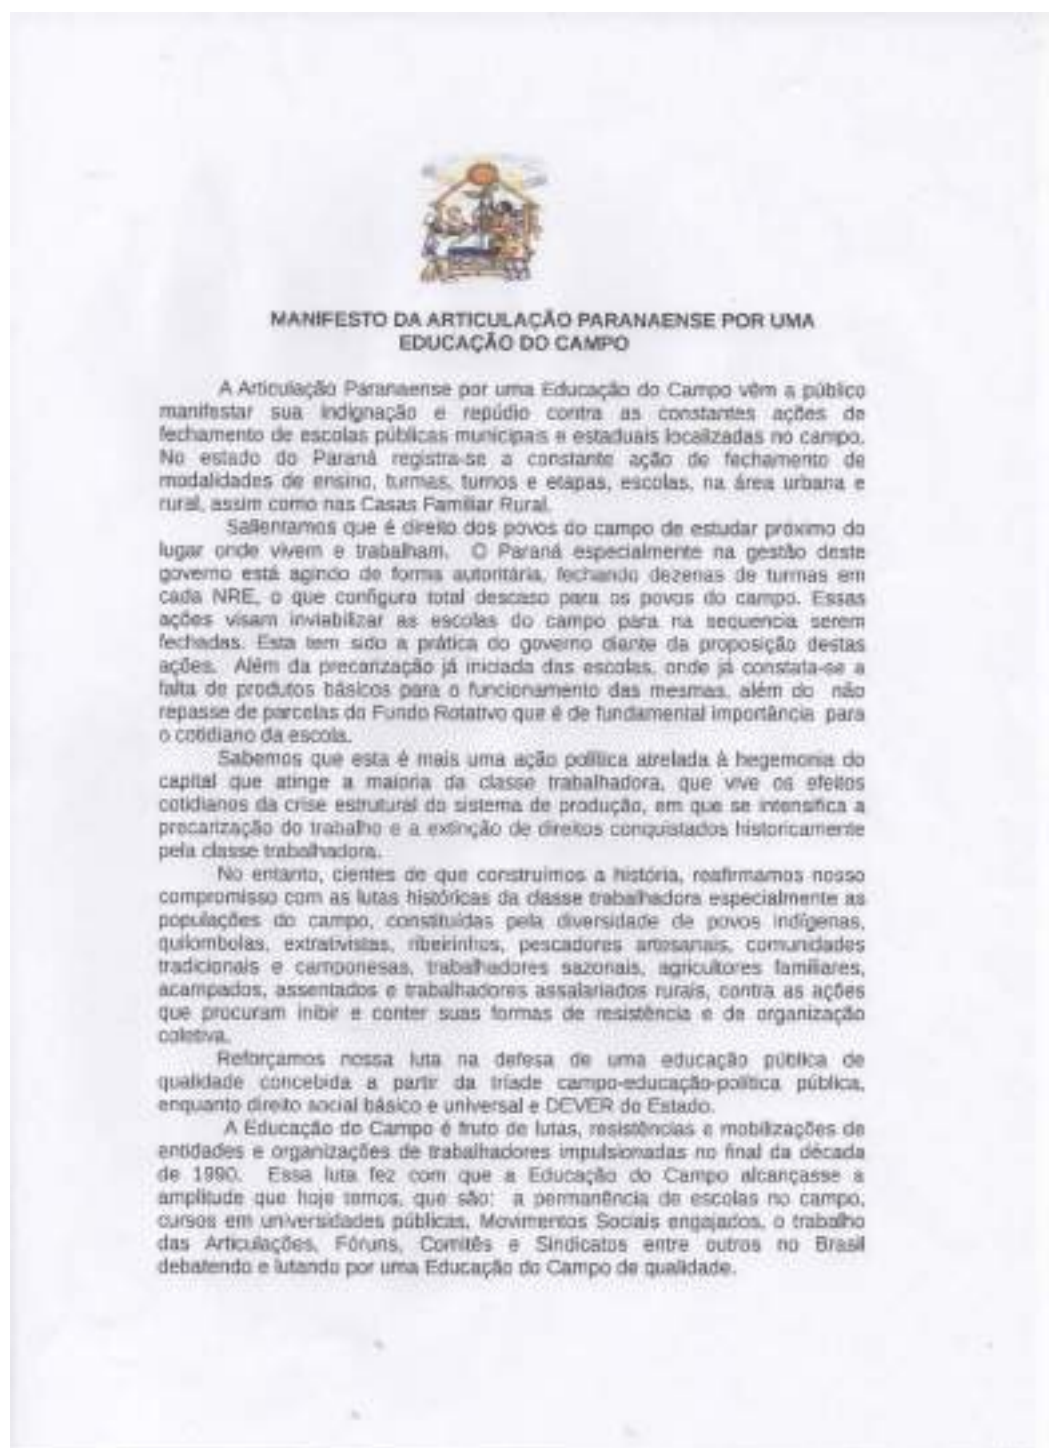 MANIFESTO DA ARTICULAÇÃO PARANAENSE POR UMA
EDUCAÇÃO DO CAMPO
A Articulação Paranaense por uma Educação do Campo vêm a público
manifestar sua indignação e repúdio contra as constantes ações de
fechamento de escolas públicas municipais e estaduais localizadas no campo.
No estado do Paraná registra-se a constante ação de fechamento de
modalidades de ensino, turmas, turnos e etapas, escolas, na área urbana e
rural, assim como nas Casas Familiar Rural.
Salientamos que é direito dos povos do campo de estudar próximo do
lugar onde vivem e trabalham. O Paraná especialmente na gestão deste
governo está agindo de forma autoritária, fechando dezenas de turmas em
cada NRE, o que configura total descaso para os povos do campo. Essas
ações visam inviabilizar as escolas do campo para na sequencia serem
fechadas. Esta tem sido a prática do governo diante da proposição destas
ações. Além da precarização já iniciada das escolas, onde já constata-se a
falta de produtos básicos para o funcionamento das mesmas, além do não
repasse de parcelas do Fundo Rotativo que é de fundamental importância para
o cotidiano da escola.
Sabemos que esta é mais uma ação política atrelada à hegemonia do
capital que atinge a maioria da classe trabalhadora, que vive os efeitos
cotidianos da crise estrutural do sistema de produção, em que se intensifica a
precarização do trabalho e a extinção de direitos conquistados historicamente
pela classe trabalhadora.
No entanto, cientes de que construímos a história, reafirmamos nosso
compromisso com as lutas históricas da classe trabalhadora especialmente as
populações do campo, constituídas pela diversidade de povos indígenas,
quilombolas, extrativistas, ribeirinhos, pescadores artesanais, comunidades
tradicionais e camponesas, trabalhadores sazonais, agricultores familiares,
acampados, assentados e trabalhadores assalariados rurais, contra as ações
que procuram inibir e conter suas formas de resistência e de organização
coletiva.
Reforçamos nossa luta na defesa de uma educação pública de
qualidade concebida a partir da tríade campo-educação-política pública,
enquanto direito social básico e universal e DEVER do Estado.
A Educação do Campo é fruto de lutas, resistências e mobilizações de
entidades e organizações de trabalhadores impulsionadas no final da década
de 1990. Essa luta fez com que a Educação do Campo alcançasse a
amplitude que hoje temos, que são: a permanência de escolas no campo,
cursos em universidades públicas, Movimentos Sociais engajados, o trabalho
das Articulações, Fóruns, Comitês e Sindicatos entre outros no Brasil
debatendo e lutando por uma Educação do Campo de qualidade.